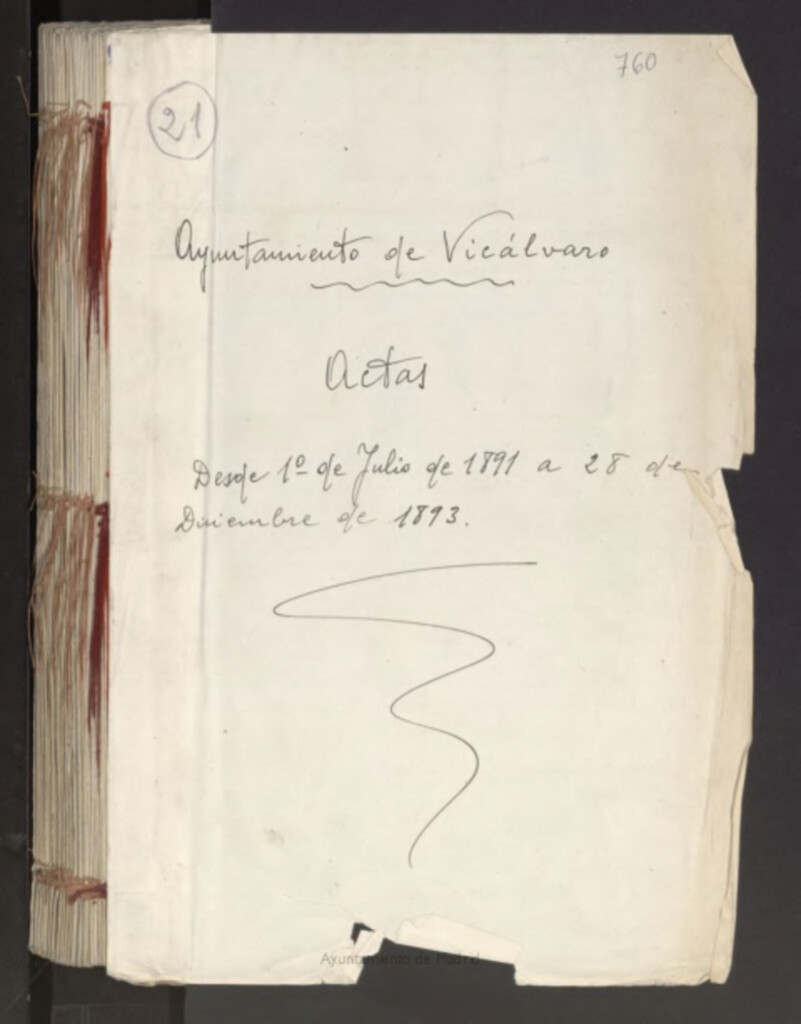 760
21
Ayuntamiento de Vicálvaro
Actas
Desde 1º de Julio de 1891 a 28 de
Diciembre de 1893.
Ayuntamiento de Madrid